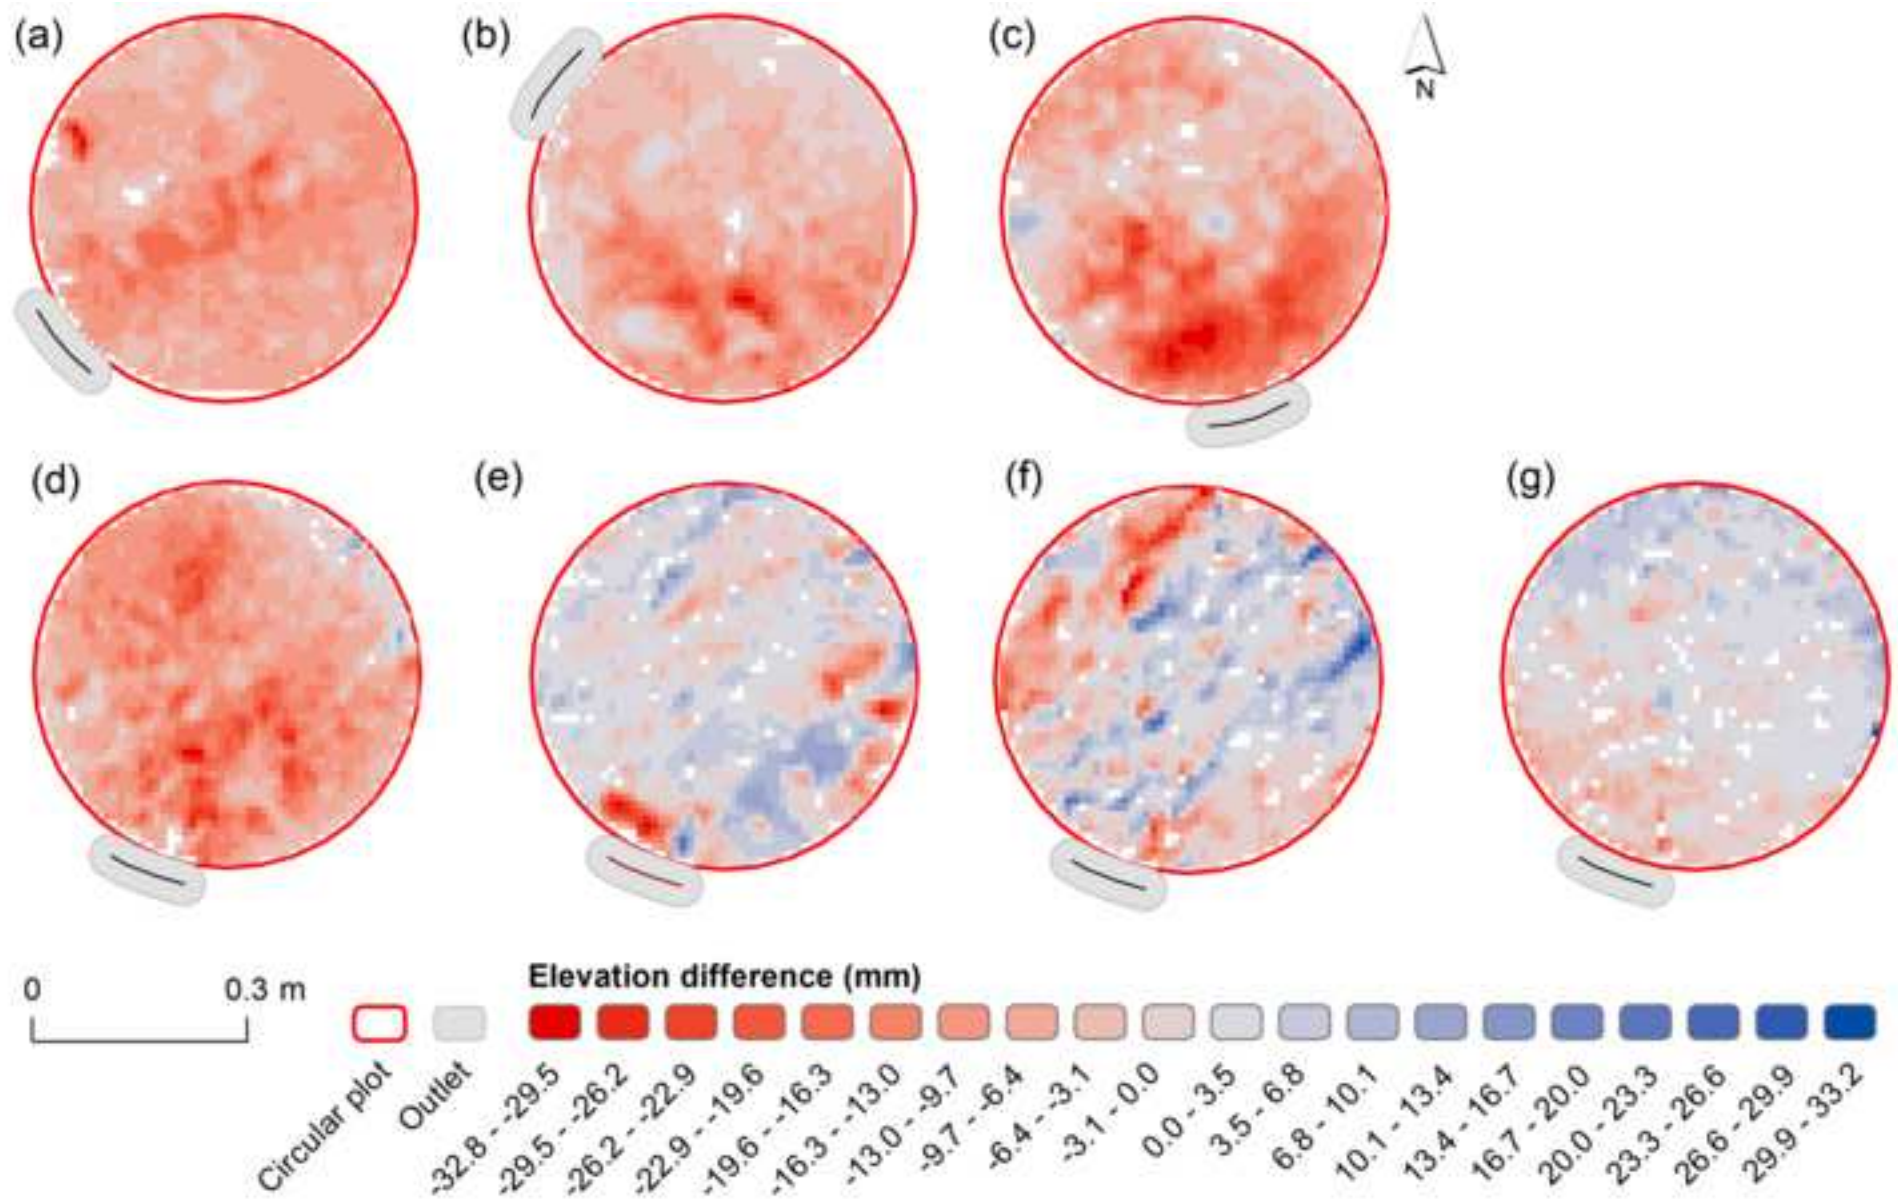 (a)
(b)
(c)
N
(d)
(e)
(f)
(g)
0 0.3 m
Circular plot
Outlet
Elevation difference (mm)
-32.8 - -29.5
-29.5 - -26.2
-26.2 - -22.9
-22.9 - -19.6
-19.6 - -16.3
-16.3 - -13.0
-13.0 - -9.7
-9.7 - -6.4
-6.4 - -3.1
-3.1 - 0.0
0.0 - 3.5
3.5 - 6.8
6.8 - 10.1
10.1 - 13.4
13.4 - 16.7
16.7 - 20.0
20.0 - 23.3
23.3 - 26.6
26.6 - 29.9
29.9 - 33.2